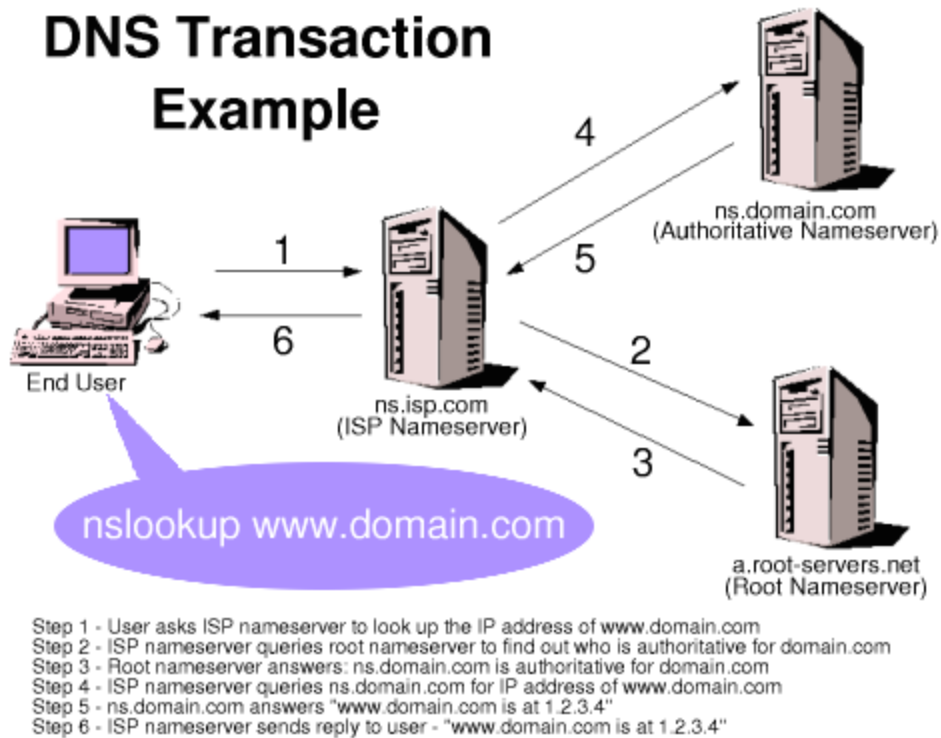 DNS Transaction
Example
4
ns.domain.com
(Authoritative Nameserver)
1
5
6
2
End User
ns.isp.com
(ISP Nameserver)
3
nslookup www.domain.com
a.root-servers.net
(Root Nameserver)
Step 1 - User asks ISP nameserver to look up the IP address of www.domain.com
Step 2 - ISP nameserver queries root nameserver to find out who is authoritative for domain.com
Step 3 - Root nameserver answers: ns.domain.com is authoritative for domain.com
Step 4 - ISP nameserver queries ns.domain.com for IP address of www.domain.com
Step 5 - ns.domain.com answers "www.domain.com is at 1.2.3.4"
Step 6 - ISP nameserver sends reply to user - "www.domain.com is at 1.2.3.4"